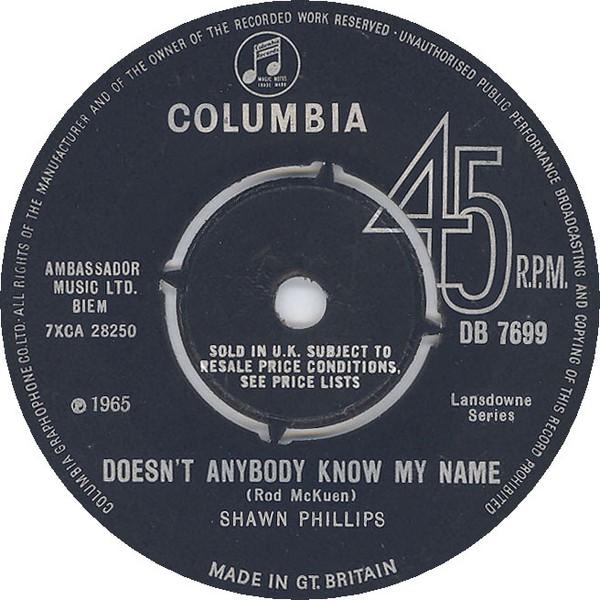 COLUMBIA GRAPHOPHONE CO. LTD· ALL RIGHTS OF THE MANUFACTURER AND OF THE OWNER OF THE RECORDED WORK RESERVED · UNAUTHORISED PUBLIC PERFORMANCE BROADCASTING AND COPYING OF THIS RECORD PROHIBITED
Columbia
Records
MAGIC NOTES
TRADE MARK
COLUMBIA
45
R.P.M.
AMBASSADOR
MUSIC LTD.
BIEM
7XCA 28250
DB 7699
SOLD IN U.K. SUBJECT TO
RESALE PRICE CONDITIONS,
SEE PRICE LISTS
℗ 1965
Lansdowne
Series
DOESN'T ANYBODY KNOW MY NAME
(Rod McKuen)
SHAWN PHILLIPS
MADE IN GT. BRITAIN